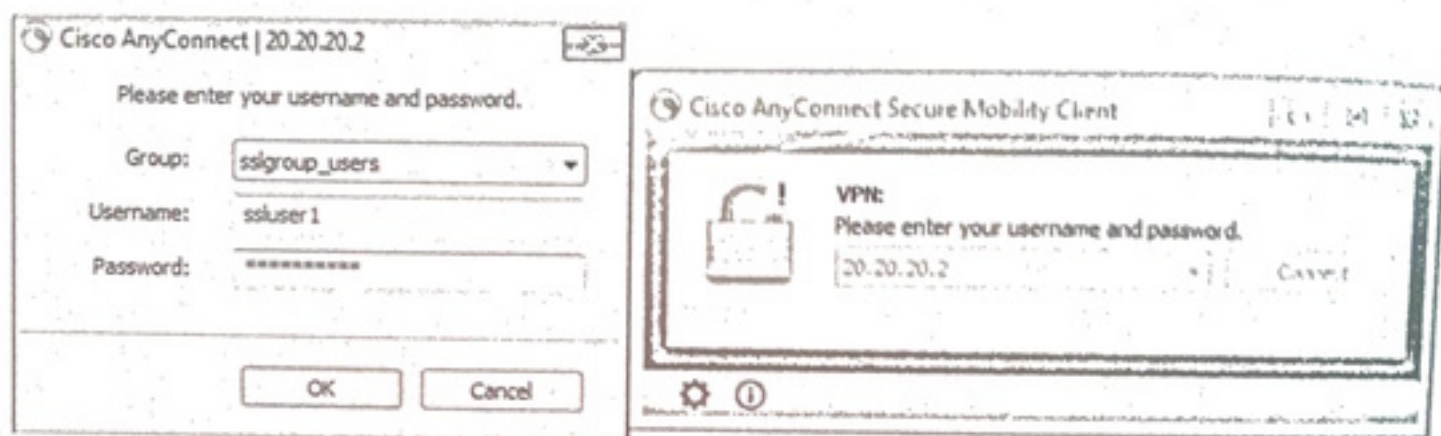 Cisco AnyConnect | 20.20.20.2
Please enter your username and password.
Group: sslgroup_users
Username: ssluser1
Password: **********
OK Cancel
Cisco AnyConnect Secure Mobility Client
VPN:
Please enter your username and password.
20.20.20.2 Connect